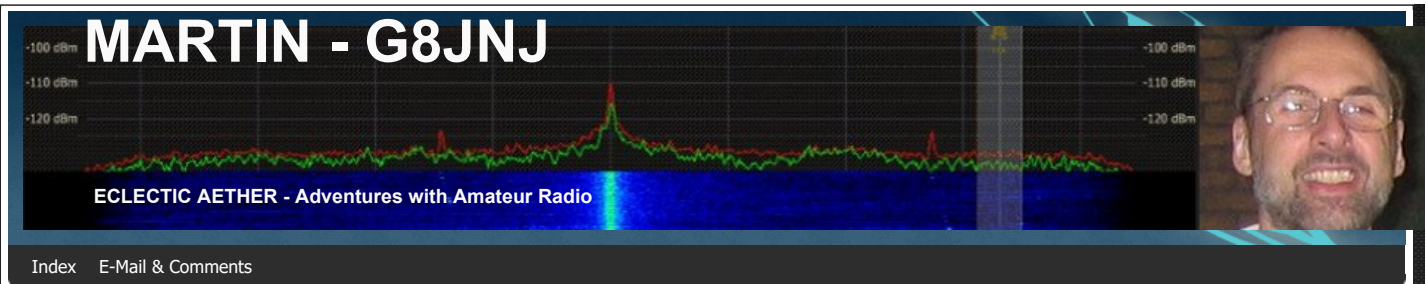 MARTIN - G8JNJ
-100 dBm
-100 dBm
-110 dBm
-110 dBm
-120 dBm
-120 dBm
ECLECTIC AETHER - Adventures with Amateur Radio
Index E-Mail & Comments